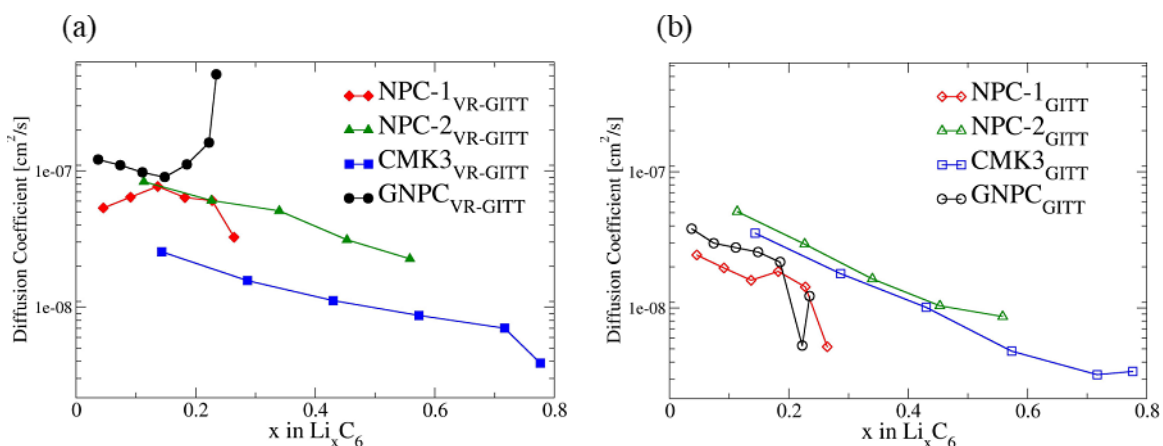 (a)
NPC-1VR-GITT
NPC-2VR-GITT
CMK3VR-GITT
GNPCVR-GITT
Diffusion Coefficient [cm²/s]
1e-07
1e-08
0
0.2
0.4
0.6
0.8
x in LixC6
(b)
NPC-1GITT
NPC-2GITT
CMK3GITT
GNPCGITT
Diffusion Coefficient [cm²/s]
1e-07
1e-08
0
0.2
0.4
0.6
0.8
x in LixC6